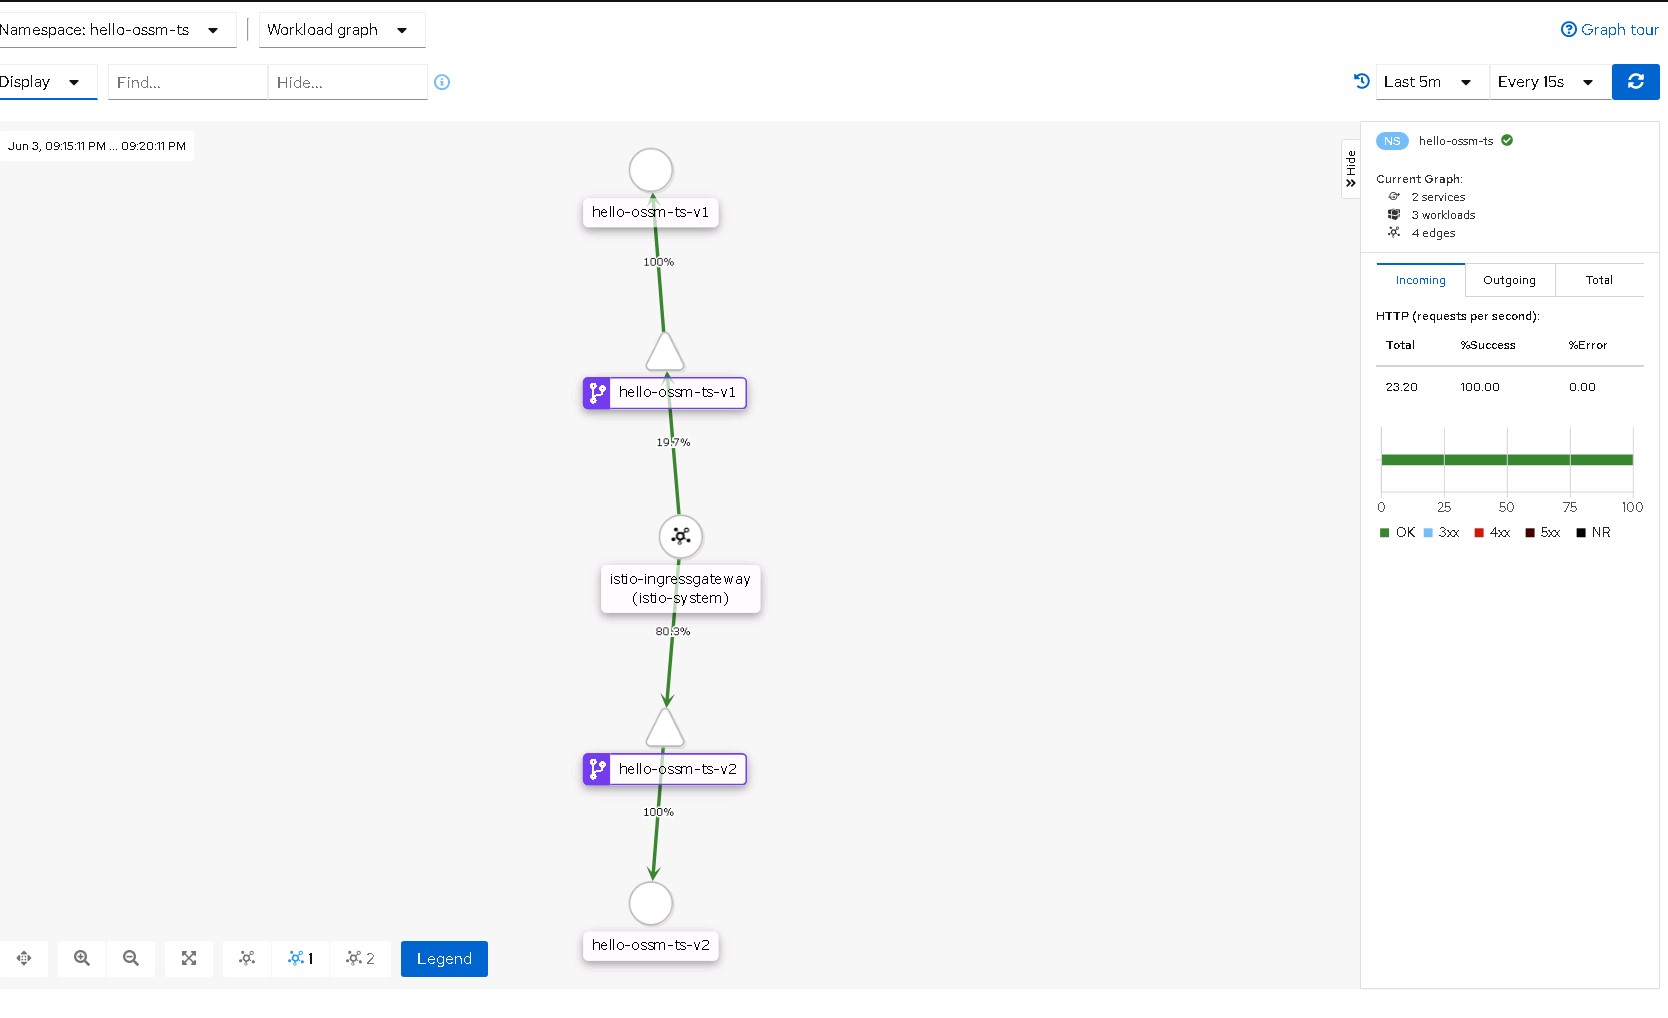 Namespace: hello-ossm-ts
Workload graph
Graph tour
Display
Find...
Hide...
Last 5m
Every 15s
Jun 3, 09:15:11 PM ... 09:20:11 PM
hello-ossm-ts-v1
100%
hello-ossm-ts-v1
19.7%
istio-ingressgateway
(istio-system)
80.3%
hello-ossm-ts-v2
100%
hello-ossm-ts-v2
Hide
NS hello-ossm-ts
Current Graph:
2 services
3 workloads
4 edges
Incoming
Outgoing
Total
HTTP (requests per second):
Total %Success %Error
23.20 100.00 0.00
0 25 50 75 100
OK 3xx 4xx 5xx NR
1
2
Legend